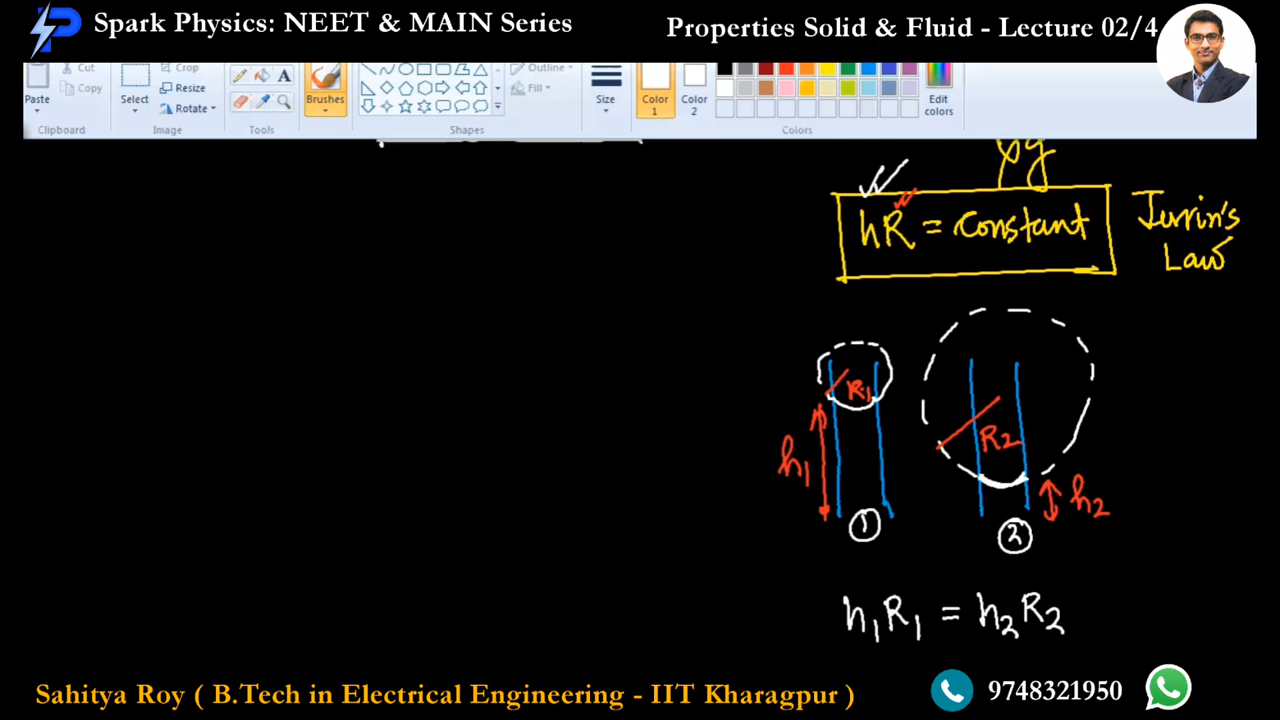 Spark Physics: NEET & MAIN Series
Properties Solid & Fluid - Lecture 02/4
Cut
Crop
Outline
Copy
Resize
Fill
Paste
Select
Rotate
Brushes
Size
Color 1
Color 2
Edit colors
Clipboard
Image
Tools
Shapes
Colors
ρg
hR = Constant
Jurrin's
Law
R1
R2
h1
h2
1
2
h1R1 = h2R2
Sahitya Roy ( B.Tech in Electrical Engineering - IIT Kharagpur )
9748321950